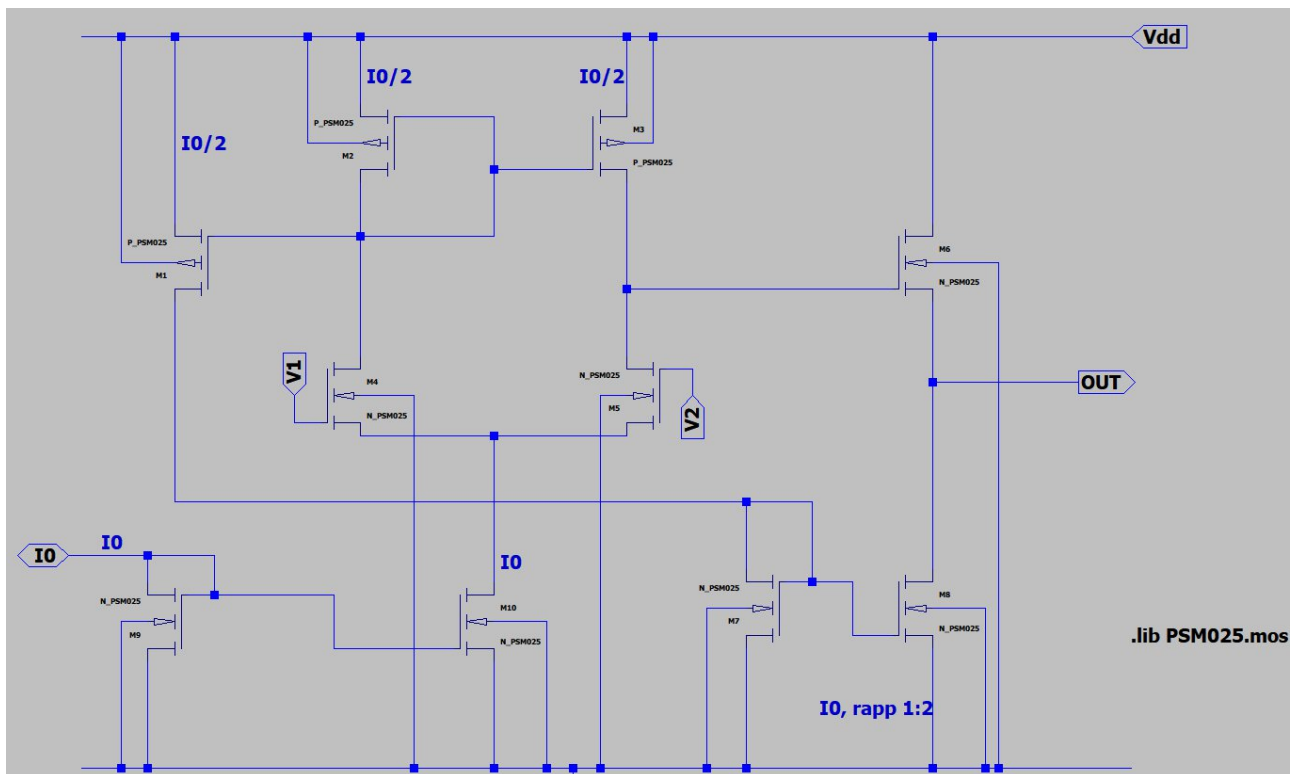 Vdd
I0/2
I0/2
P_PSM025
M3
M2
I0/2
P_PSM025
P_PSM025
M6
M1
N_PSM025
V1
M4
N_PSM025
OUT
M5
V2
N_PSM025
I0
I0
I0
N_PSM025
M10
N_PSM025
M8
M9
N_PSM025
M7
N_PSM025
.lib PSM025.mos
I0, rapp 1:2